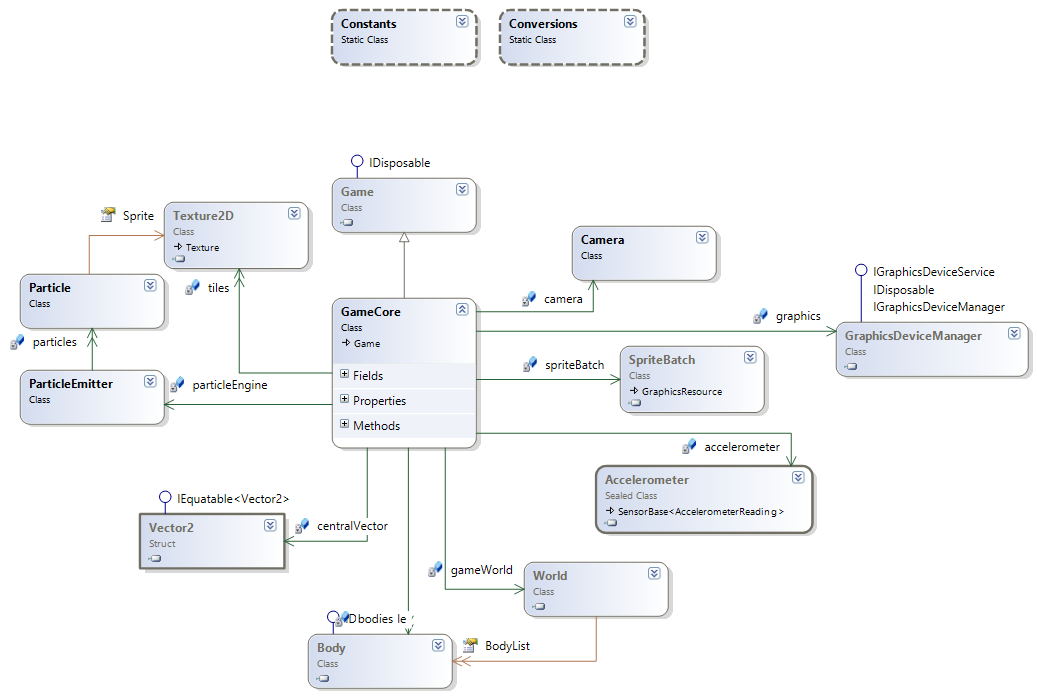 Constants
Static Class
Conversions
Static Class
IDisposable
Game
Class
Sprite
Texture2D
Class
Texture
tiles
Particle
Class
particles
ParticleEmitter
Class
particleEngine
GameCore
Class
Game
Fields
Properties
Methods
Camera
Class
camera
IGraphicsDeviceService
IDisposable
IGraphicsDeviceManager
graphics
GraphicsDeviceManager
Class
spriteBatch
SpriteBatch
Class
GraphicsResource
accelerometer
Accelerometer
Sealed Class
SensorBase<AccelerometerReading>
IEquatable<Vector2>
Vector2
Struct
centralVector
gameWorld
World
Class
bodies
Body
Class
BodyList